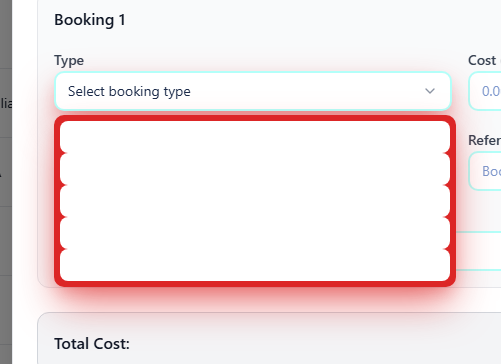 Booking 1
Type
Cost
Select booking type
0.0
Refer
Boo
Total Cost: